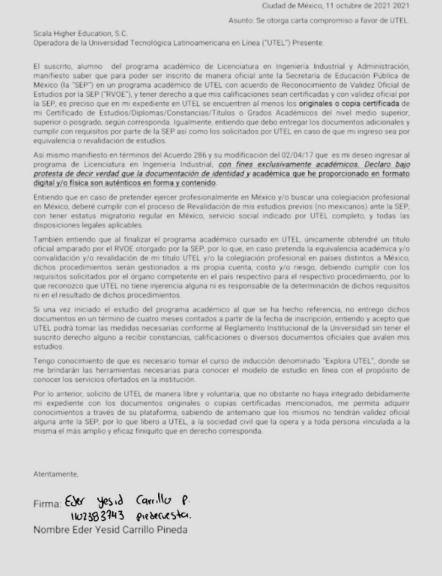 Ciudad de México, 11 octubre de 2021 2021
Asunto: Se otorga carta compromiso a favor de UTEL.
Scala Higher Education, S.C.
Operadora de la Universidad Tecnológica Latinoamericana en Línea ("UTEL") Presente.
El suscrito, alumno del programa académico de Licenciatura en Ingeniería Industrial y Administración,
manifiesto saber que para poder ser inscrito de manera oficial ante la Secretaría de Educación Pública de
México (la "SEP") en un programa académico de UTEL con acuerdo de Reconocimiento de Validez Oficial de
Estudios por la SEP ("RVOE"), y tener derecho a que mis calificaciones sean certificadas y con validez oficial por
la SEP, es preciso que en mi expediente en UTEL se encuentren al menos los originales o copia certificada de
mi Certificado de Estudios/Diplomas/Constancias/Títulos o Grados Académicos del nivel medio superior,
superior o posgrado, según corresponda. Igualmente, entiendo que debo entregar los documentos adicionales y
cumplir con requisitos por parte de la SEP así como los solicitados por UTEL en caso de que mi ingreso sea por
equivalencia o revalidación de estudios.
Así mismo manifiesto en términos del Acuerdo 286 y su modificación del 02/04/17 que es mi deseo ingresar al
programa de Licenciatura en Ingeniería Industrial, con fines exclusivamente académicos. Declaro bajo
protesta de decir verdad que la documentación de identidad y académica que he proporcionado en formato
digital y/o física son auténticos en forma y contenido.
Entiendo que en caso de pretender ejercer profesionalmente en México y/o buscar una colegiación profesional
en México, deberé cumplir con el proceso de Revalidación de mis estudios previos (no mexicanos) ante la SEP,
con tener estatus migratorio regular en México, servicio social indicado por UTEL completo, y todas las
disposiciones legales aplicables.
También entiendo que al finalizar el programa académico cursado en UTEL, únicamente obtendré un título
oficial amparado por el RVOE otorgado por la SEP, por lo que, en caso pretenda la equivalencia académica y/o
convalidación y/o revalidación de mi título UTEL y/o la colegiación profesional en países distintos a México,
dichos procedimientos serán gestionados a mi propia cuenta, costo y/o riesgo, debiendo cumplir con los
requisitos solicitados por el órgano competente en el país respectivo para su respectivo procedimiento, por lo
que reconozco que UTEL no tiene injerencia alguna ni es responsable de la determinación de dichos requisitos
ni en el resultado de dichos procedimientos.
Si una vez iniciado el estudio del programa académico al que se ha hecho referencia, no entrego dichos
documentos en un término de cuatro meses contados a partir de la fecha de inscripción, entiendo y acepto que
UTEL podrá tomar las medidas necesarias conforme al Reglamento Institucional de la Universidad sin tener el
suscrito derecho alguno a recibir constancias, calificaciones o diversos documentos oficiales que avalen mis
estudios.
Tengo conocimiento de que es necesario tomar el curso de inducción denominado "Explora UTEL", donde se
me brindarán las herramientas necesarias para conocer el modelo de estudio en línea con el propósito de
conocer los servicios ofertados en la institución.
Por lo anterior, solicito de UTEL de manera libre y voluntaria, que no obstante no haya integrado debidamente
mi expediente con los documentos originales o copias certificadas mencionados, me permita adquirir
conocimientos a través de su plataforma, sabiendo de antemano que los mismos no tendrán validez oficial
alguna ante la SEP, por lo que libero a UTEL, a la sociedad civil que la opera y a toda persona vinculada a la
misma el más amplio y eficaz finiquito que en derecho corresponda.
Atentamente,
Firma: Eder yesid Carrillo P.
1102383743 piedecuesta.
Nombre Eder Yesid Carrillo Pineda